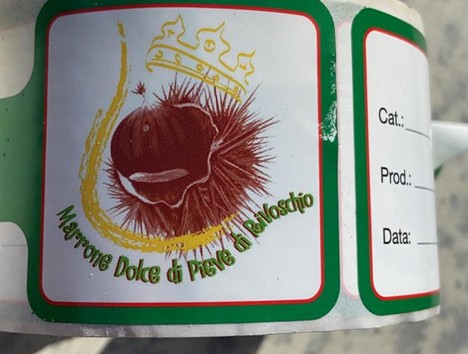 Marrone Dolce di Pieve di RiVoschio
Cat.:
Prod.:
Data: